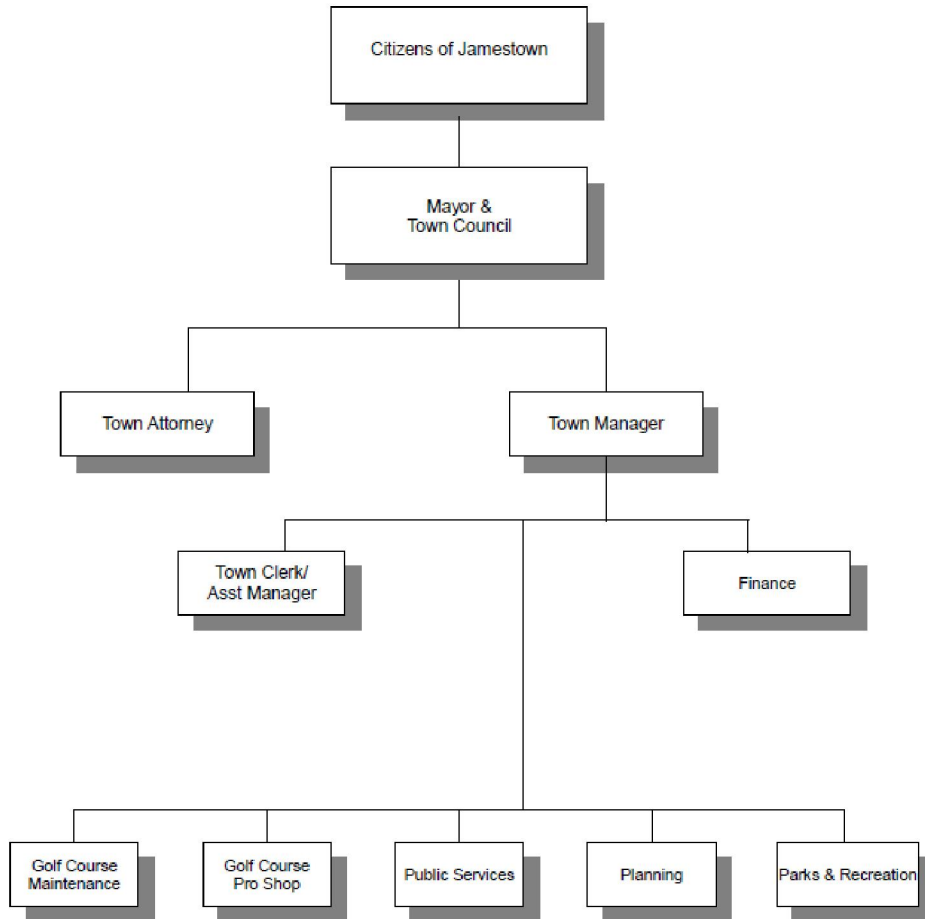 Citizens of Jamestown
Mayor &
Town Council
Town Attorney
Town Manager
Town Clerk/
Asst Manager
Finance
Golf Course
Maintenance
Golf Course
Pro Shop
Public Services
Planning
Parks & Recreation